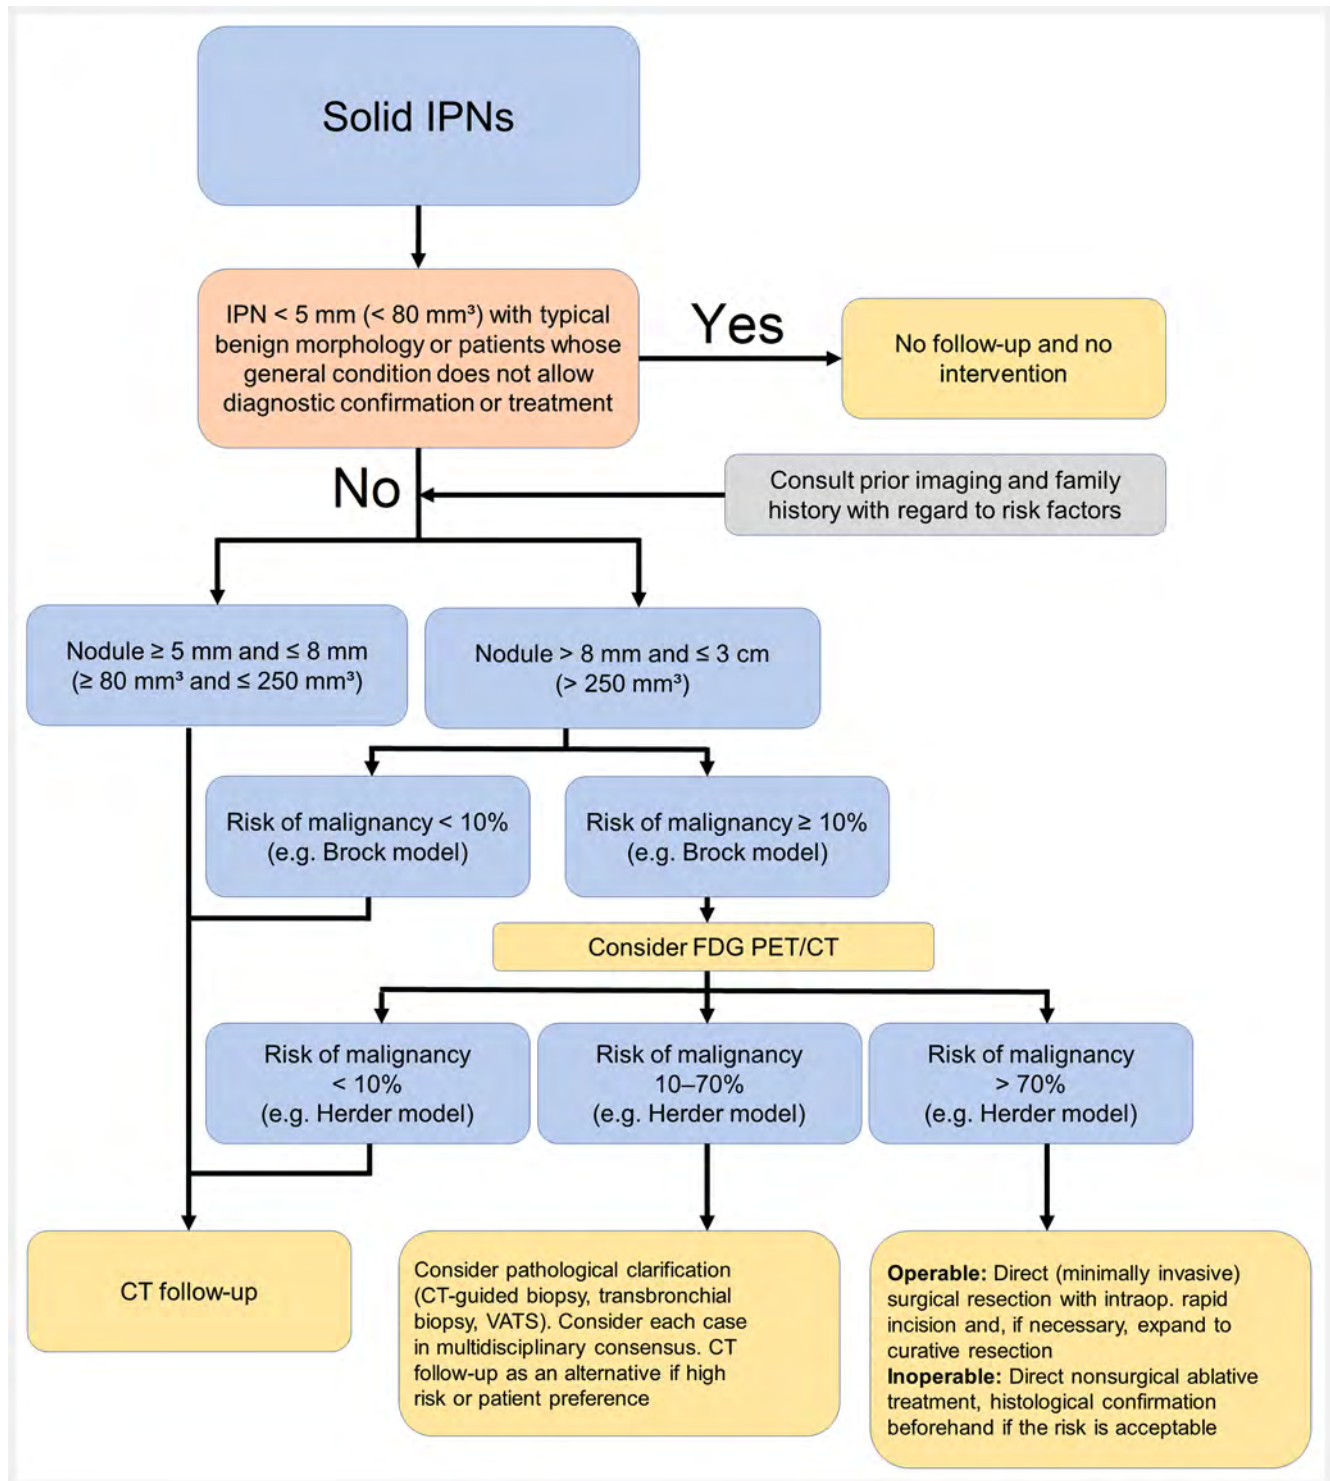 Solid IPNs
IPN < 5 mm (< 80 mm³) with typical
benign morphology or patients whose
general condition does not allow
diagnostic confirmation or treatment
Yes
No follow-up and no
intervention
No
Consult prior imaging and family
history with regard to risk factors
Nodule ≥ 5 mm and ≤ 8 mm
(≥ 80 mm³ and ≤ 250 mm³)
Nodule > 8 mm and ≤ 3 cm
(> 250 mm³)
Risk of malignancy < 10%
(e.g. Brock model)
Risk of malignancy ≥ 10%
(e.g. Brock model)
Consider FDG PET/CT
Risk of malignancy
< 10%
(e.g. Herder model)
Risk of malignancy
10–70%
(e.g. Herder model)
Risk of malignancy
> 70%
(e.g. Herder model)
CT follow-up
Consider pathological clarification
(CT-guided biopsy, transbronchial
biopsy, VATS). Consider each case
in multidisciplinary consensus. CT
follow-up as an alternative if high
risk or patient preference
Operable: Direct (minimally invasive)
surgical resection with intraop. rapid
incision and, if necessary, expand to
curative resection
Inoperable: Direct nonsurgical ablative
treatment, histological confirmation
beforehand if the risk is acceptable